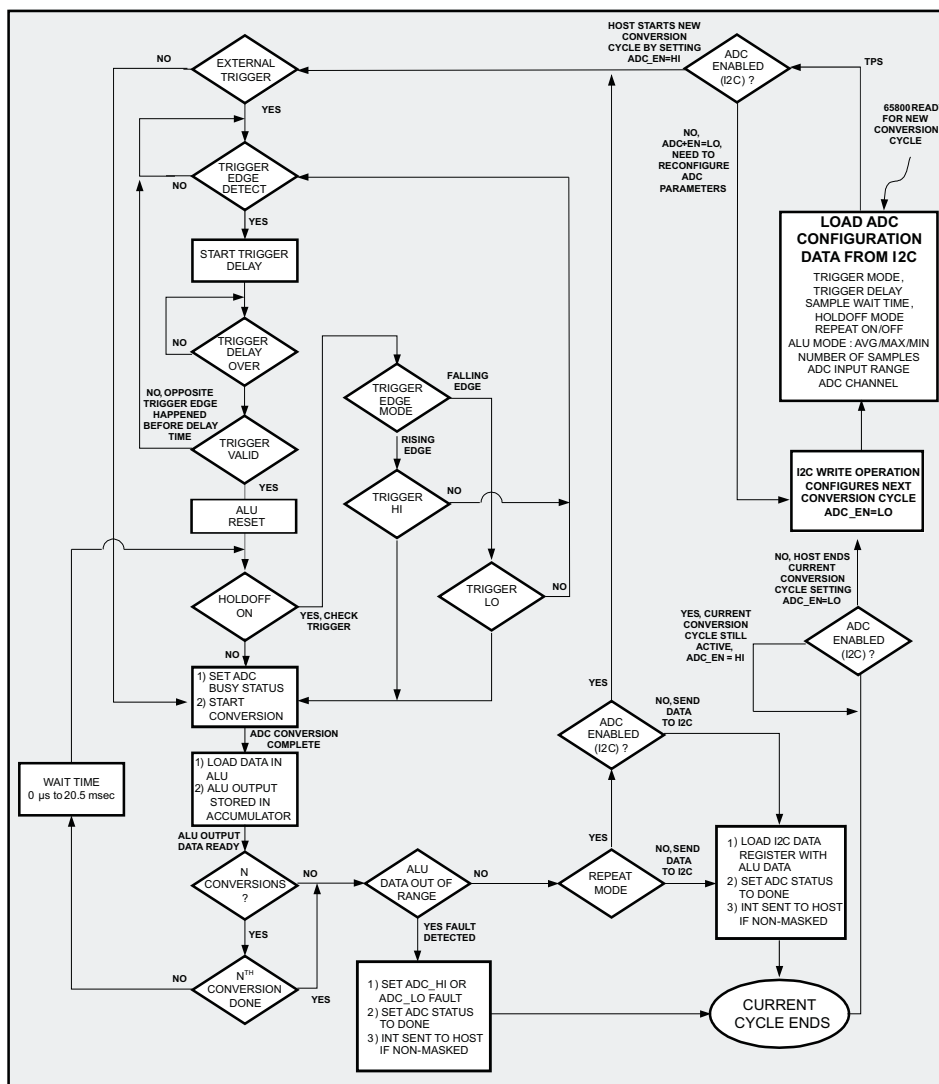 HOST STARTS NEW
CONVERSION
CYCLE BY SETTING
ADC_EN=HI
NO
EXTERNAL
TRIGGER
YES
ADC
ENABLED
(I2C) ?
TPS
65800 READ
FOR NEW
CONVERSION
CYCLE
NO,
ADC+EN=LO,
NEED TO
RECONFIGURE
ADC
PARAMETERS
TRIGGER
EDGE
DETECT
NO
YES
START TRIGGER
DELAY
LOAD ADC
CONFIGURATION
DATA FROM I2C
TRIGGER MODE,
TRIGGER DELAY
SAMPLE WAIT TIME,
HOLDOFF MODE
REPEAT ON/OFF
ALU MODE : AVG/MAX/MIN
NUMBER OF SAMPLES
ADC INPUT RANGE
ADC CHANNEL
NO
TRIGGER
DELAY
OVER
NO, OPPOSITE
TRIGGER EDGE
HAPPENED
BEFORE DELAY
TIME
TRIGGER
EDGE
MODE
FALLING
EDGE
RISING
EDGE
TRIGGER
VALID
YES
TRIGGER
HI
NO
I2C WRITE OPERATION
CONFIGURES NEXT
CONVERSION CYCLE
ADC_EN=LO
ALU
RESET
HOLDOFF
ON
YES, CHECK
TRIGGER
NO
TRIGGER
LO
NO
NO, HOST ENDS
CURRENT
CONVERSION
CYCLE SETTING
ADC_EN=LO
YES, CURRENT
CONVERSION
CYCLE STILL
ACTIVE,
ADC_EN = HI
ADC
ENABLED
(I2C) ?
1) SET ADC
BUSY STATUS
2) START
CONVERSION
ADC CONVERSION
COMPLETE
YES
NO, SEND
DATA
TO I2C
ADC
ENABLED
(I2C) ?
WAIT TIME
0 µs to 20.5 msec
1) LOAD DATA IN
ALU
2) ALU OUTPUT
STORED IN
ACCUMULATOR
ALU OUTPUT
DATA READY
YES
NO, SEND
DATA
TO I2C
N
CONVERSIONS
?
NO
ALU
DATA OUT OF
RANGE
NO
REPEAT
MODE
1) LOAD I2C DATA
REGISTER WITH
ALU DATA
2) SET ADC STATUS
TO DONE
3) INT SENT TO HOST
IF NON-MASKED
YES
YES FAULT
DETECTED
NO
NTH
CONVERSION
DONE
YES
1) SET ADC_HI OR
ADC_LO FAULT
2) SET ADC STATUS
TO DONE
3) INT SENT TO HOST
IF NON-MASKED
CURRENT
CYCLE ENDS